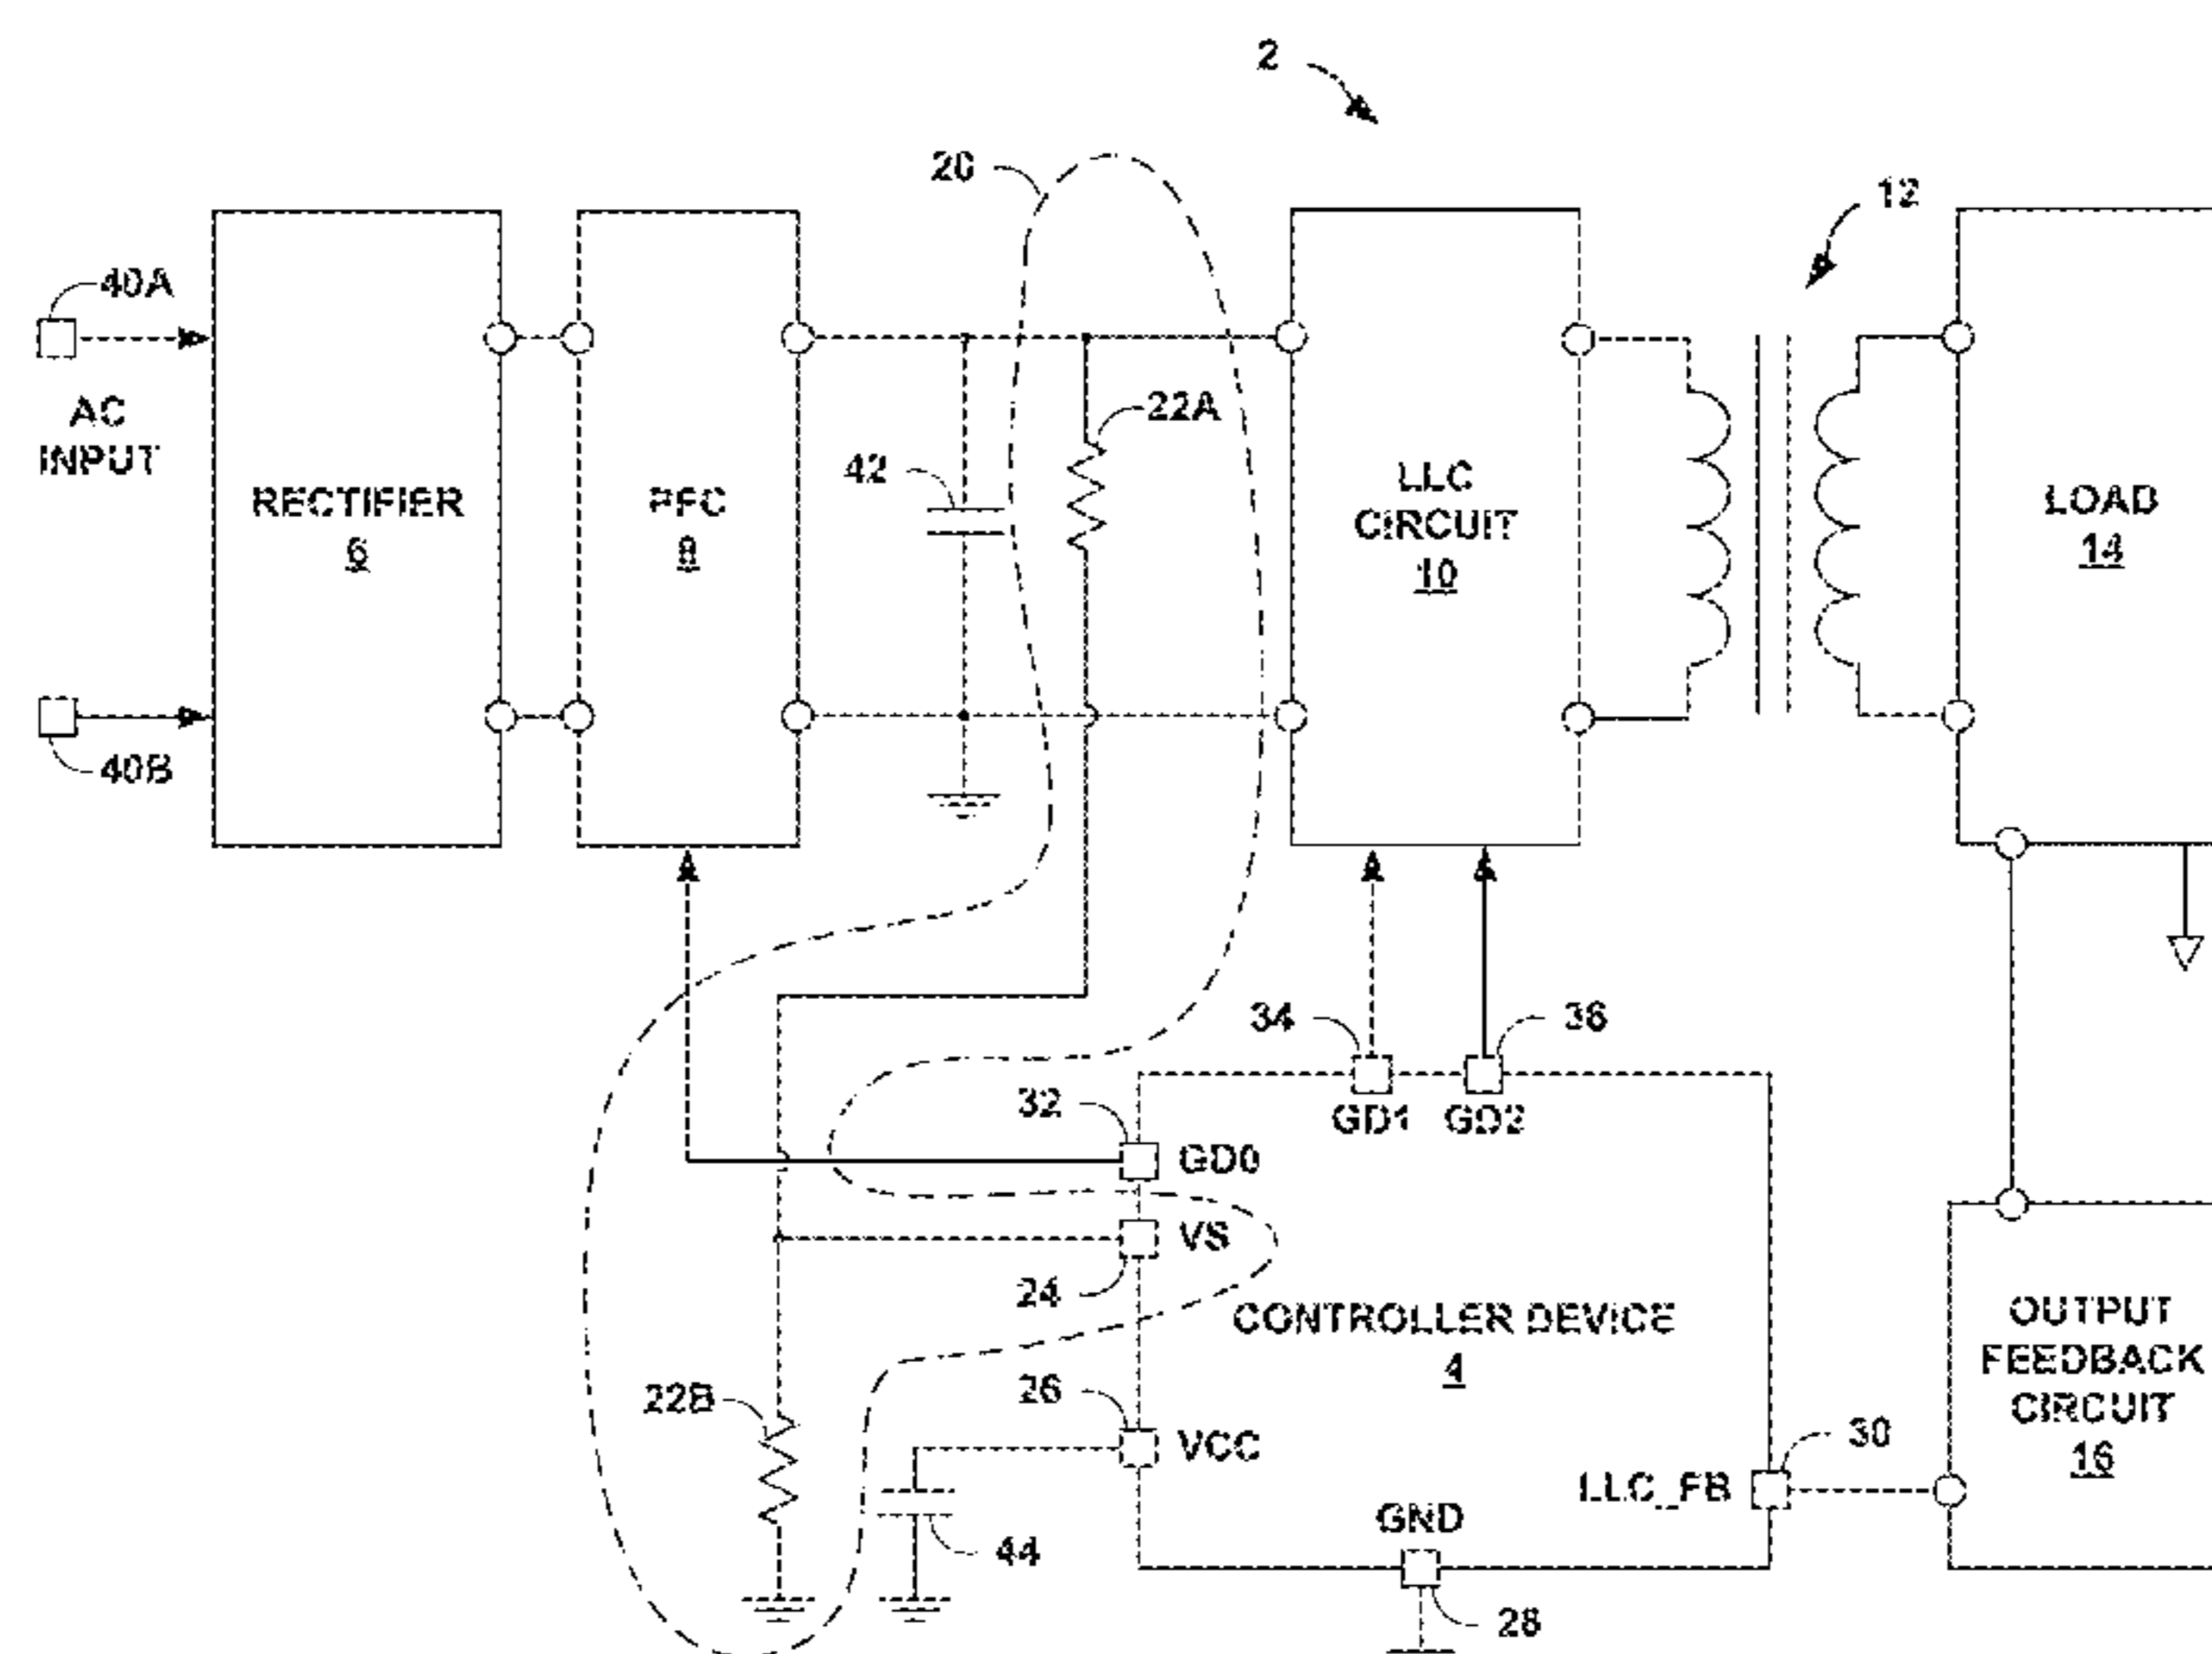 2
20
12
40A
AC
INPUT
40B
RECTIFIER
6
PFC
8
42
22A
LLC
CIRCUIT
10
LOAD
14
34
36
GD1
GD2
32
GD0
VS
24
CONTROLLER DEVICE
4
26
VCC
22B
44
GND
28
LLC_FB
30
OUTPUT
FEEDBACK
CIRCUIT
16